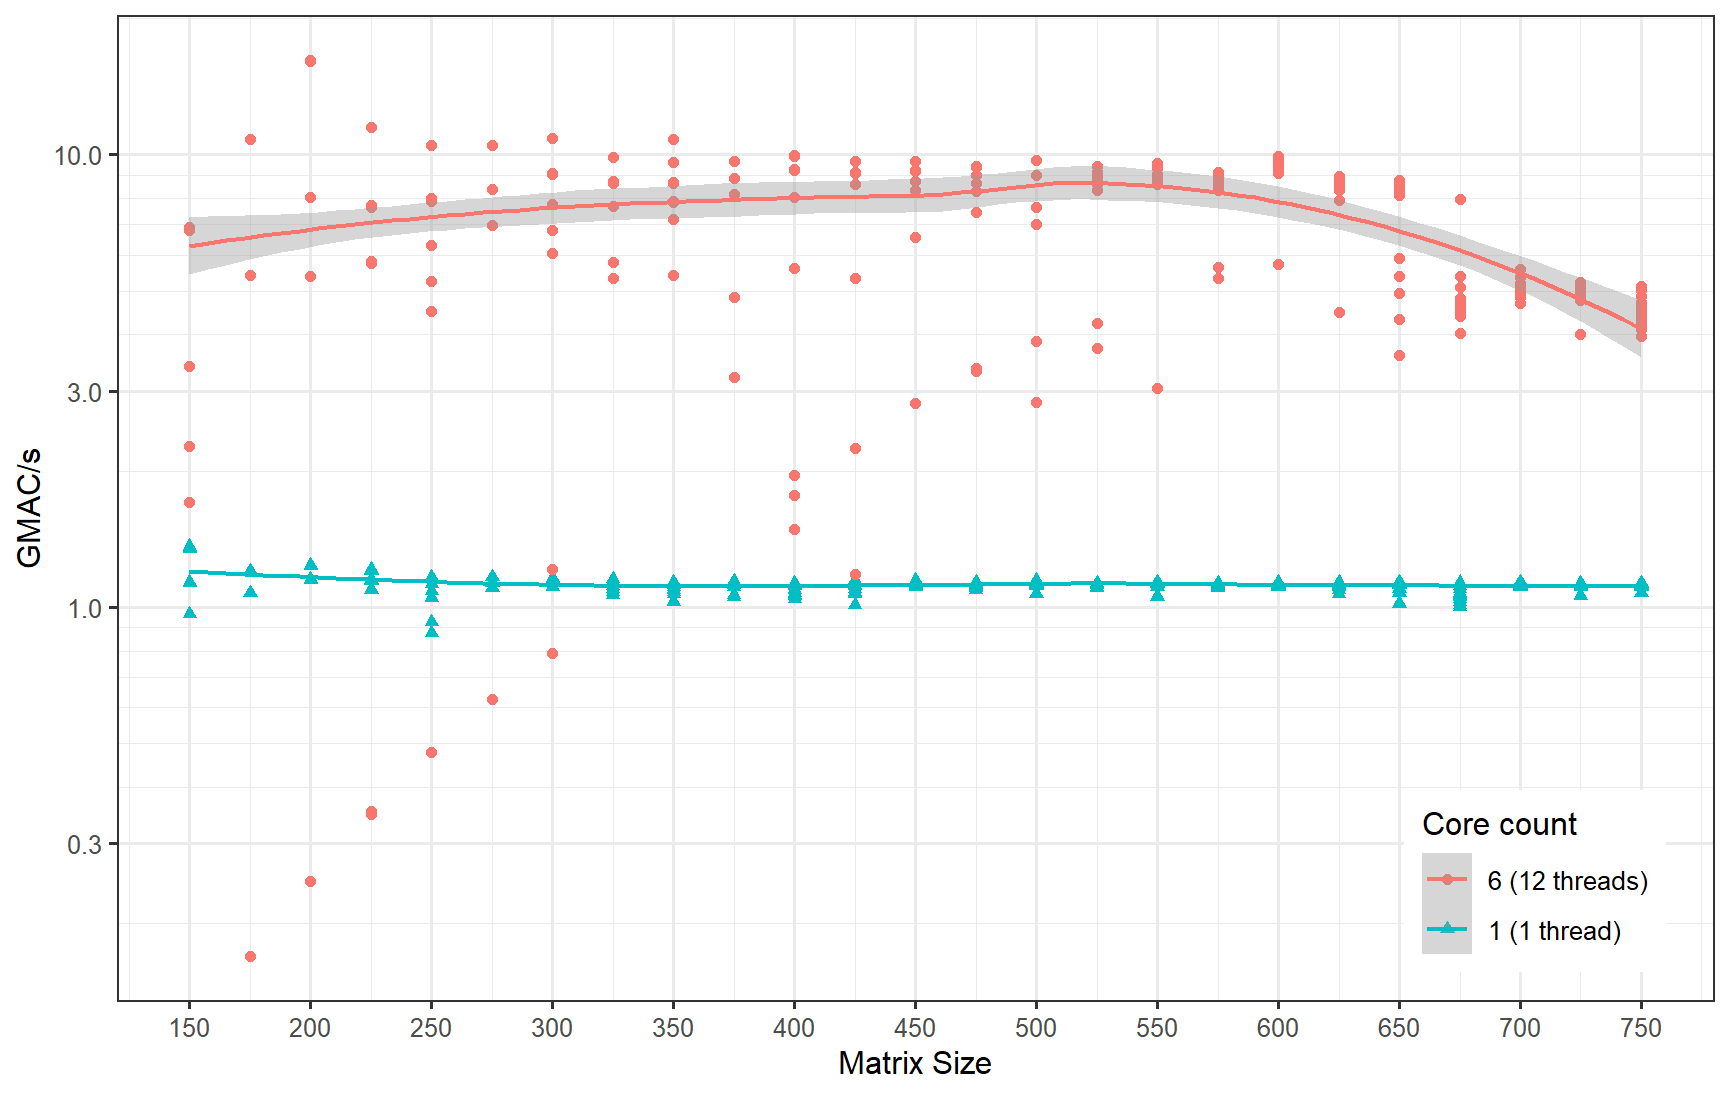 GMAC/s
10.0
3.0
1.0
0.3
Core count
6 (12 threads)
1 (1 thread)
150 200 250 300 350 400 450 500 550 600 650 700 750
Matrix Size